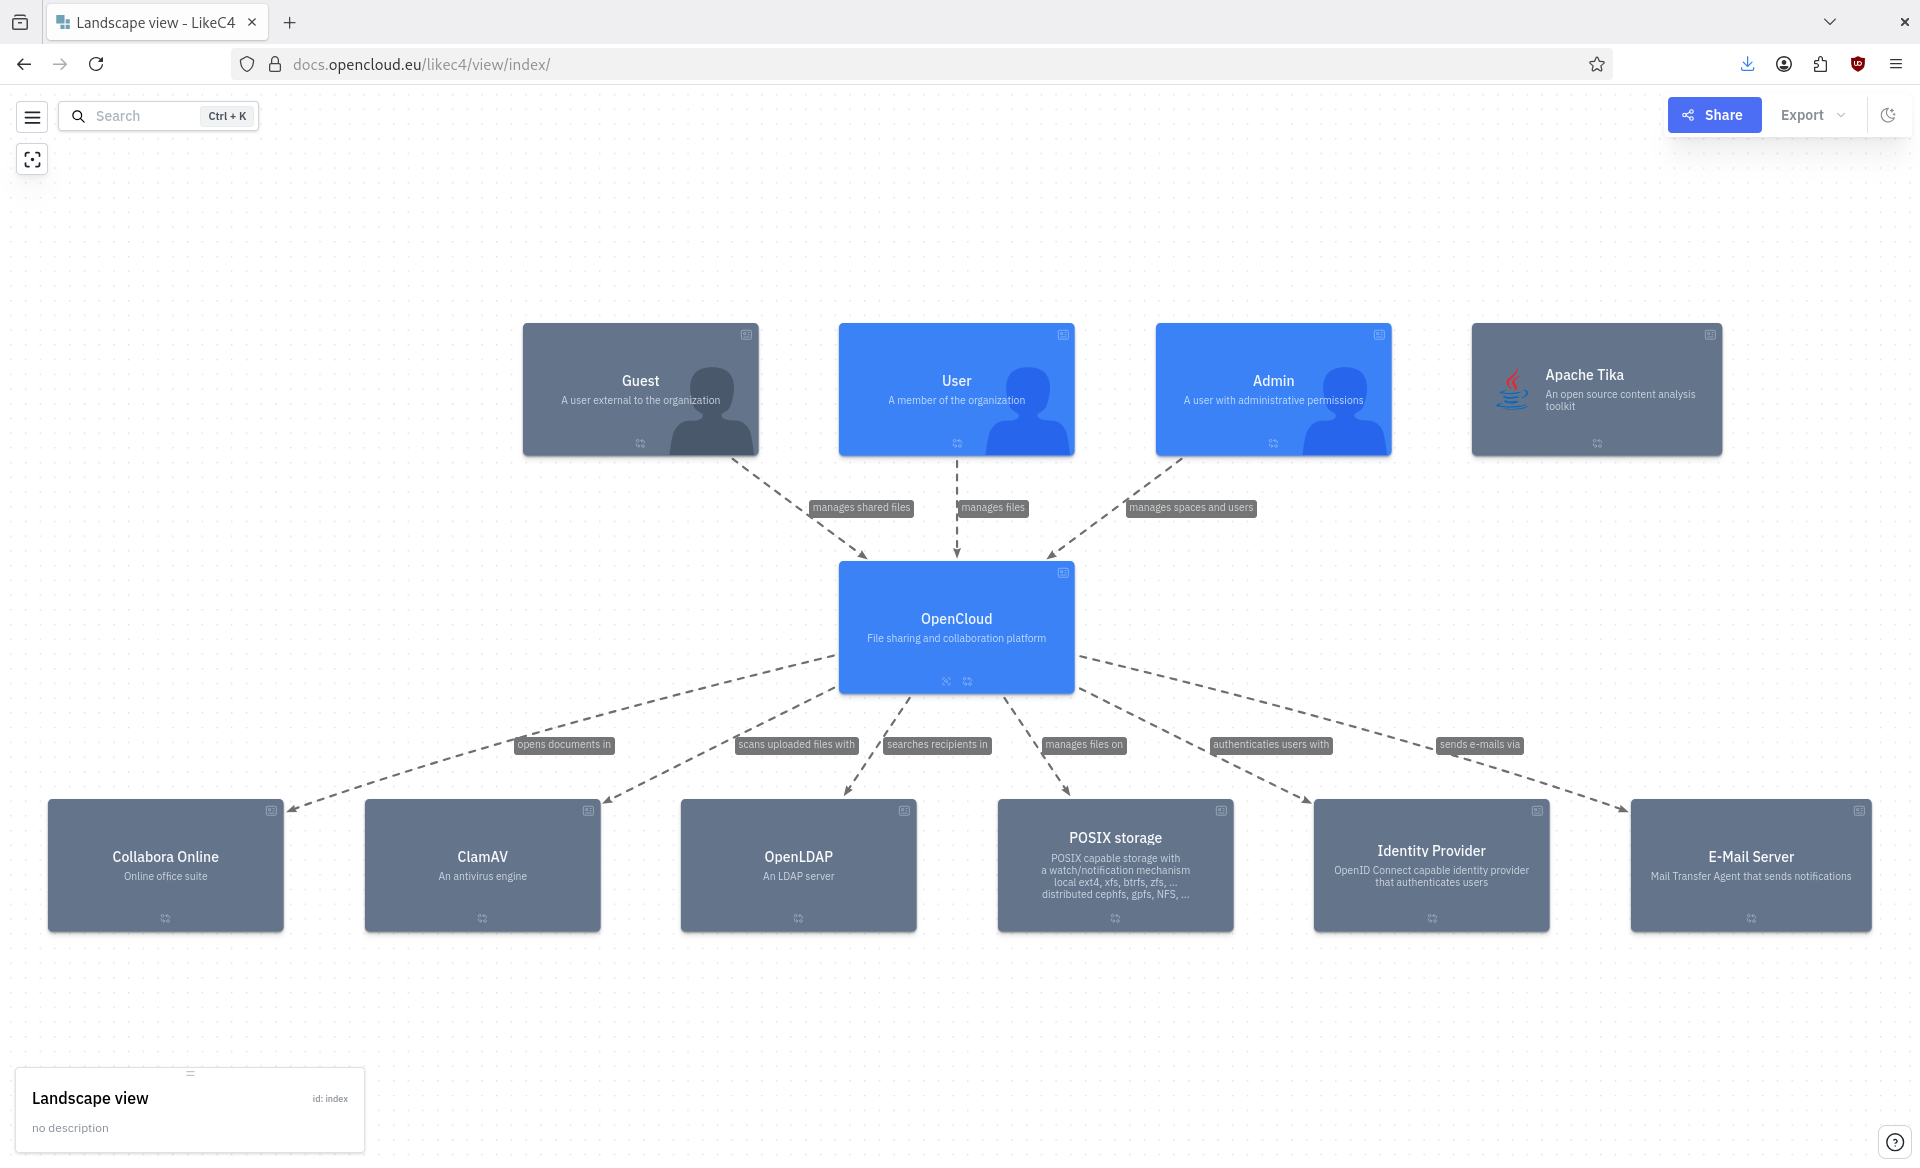 Landscape view - LikeC4
docs.opencloud.eu/likec4/view/index/
Search
Ctrl + K
Share
Export
Guest
A user external to the organization
User
A member of the organization
Admin
A user with administrative permissions
Apache Tika
An open source content analysis
toolkit
manages shared files
manages files
manages spaces and users
OpenCloud
File sharing and collaboration platform
opens documents in
scans uploaded files with
searches recipients in
manages files on
authenticaties users with
sends e-mails via
Collabora Online
Online office suite
ClamAV
An antivirus engine
OpenLDAP
An LDAP server
POSIX storage
POSIX capable storage with
a watch/notification mechanism
local ext4, xfs, btrfs, zfs, ...
distributed cephfs, gpfs, NFS, ...
Identity Provider
OpenID Connect capable identity provider
that authenticates users
E-Mail Server
Mail Transfer Agent that sends notifications
Landscape view
id: index
no description